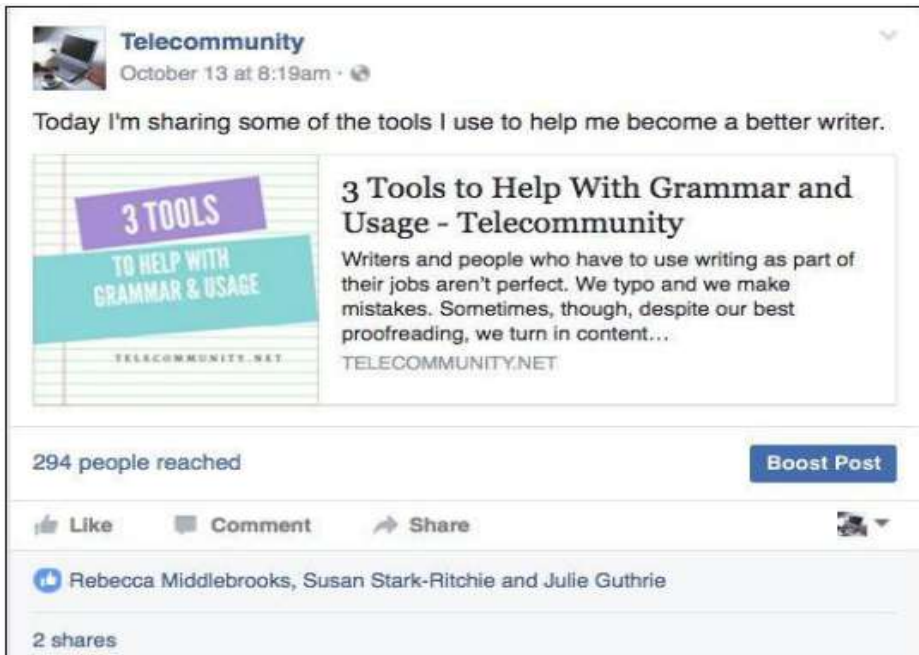 Telecommunity
October 13 at 8:19am ·
Today I'm sharing some of the tools I use to help me become a better writer.
3 TOOLS
TO HELP WITH
GRAMMAR & USAGE
TELECOMMUNITY.NET
3 Tools to Help With Grammar and
Usage - Telecommunity
Writers and people who have to use writing as part of
their jobs aren't perfect. We typo and we make
mistakes. Sometimes, though, despite our best
proofreading, we turn in content...
TELECOMMUNITY.NET
294 people reached
Boost Post
Like Comment Share
Rebecca Middlebrooks, Susan Stark-Ritchie and Julie Guthrie
2 shares